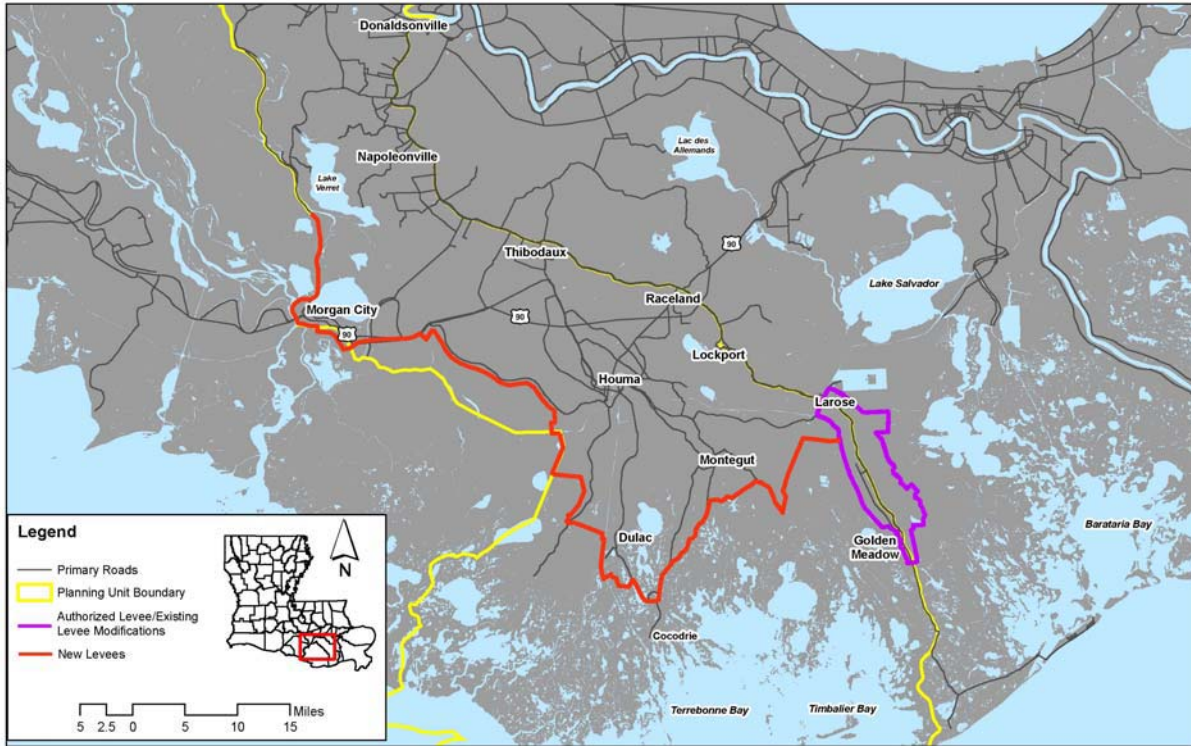 Donaldsonville
Napoleonville
Lake
Verret
Lac des
Allemands
90
Thibodaux
Raceland
Lake Salvador
Morgan City
90
90
Lockport
Houma
Larose
Montegut
Dulac
Golden
Meadow
Barataria Bay
Cocodrie
Terrebonne Bay
Timbalier Bay
Legend
N
Primary Roads
Planning Unit Boundary
Authorized Levee/Existing
Levee Modifications
New Levees
5 2.5 0 5 10 15 Miles